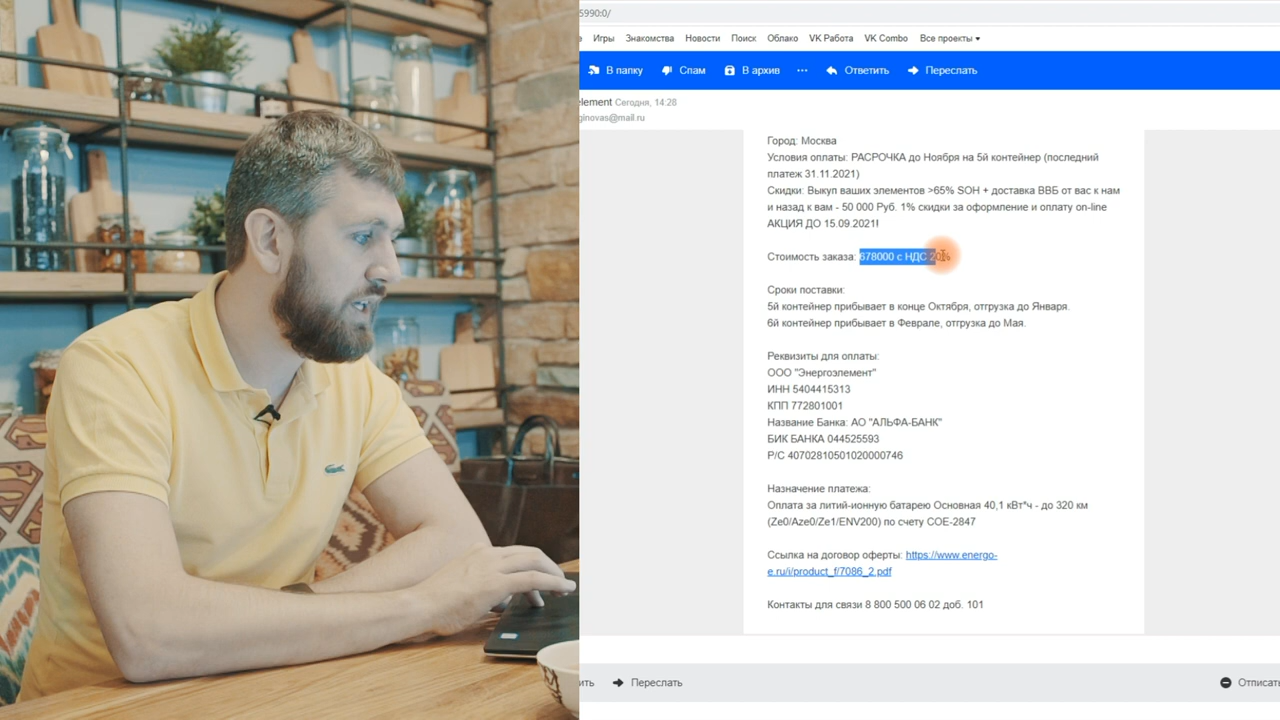 5990:0/
Игры Знакомства Новости Поиск Облако VK Работа VK Combo Все проекты
В папку Спам В архив Ответить Переслать
element Сегодня, 14:28
ginovas@mail.ru
Город: Москва
Условия оплаты: РАСРОЧКА до Ноября на 5й контейнер (последний
платеж 31.11.2021)
Скидки: Выкуп ваших элементов >65% SOH + доставка ВВБ от вас к нам
и назад к вам - 50 000 Руб. 1% скидки за оформление и оплату on-line
АКЦИЯ ДО 15.09.2021!
Стоимость заказа: 678000 с НДС 20%
Сроки поставки:
5й контейнер прибывает в конце Октября, отгрузка до Января.
6й контейнер прибывает в Феврале, отгрузка до Мая.
Реквизиты для оплаты:
ООО "Энергоэлемент"
ИНН 5404415313
КПП 772801001
Название Банка: АО "АЛЬФА-БАНК"
БИК БАНКА 044525593
Р/С 40702810501020000746
Назначение платежа:
Оплата за литий-ионную батарею Основная 40,1 кВт*ч - до 320 км
(Ze0/Aze0/Ze1/ENV200) по счету COE-2847
Ссылка на договор оферты: https://www.energo-
e.ru/i/product_f/7086_2.pdf
Контакты для связи 8 800 500 06 02 доб. 101
ить Переслать Отписать